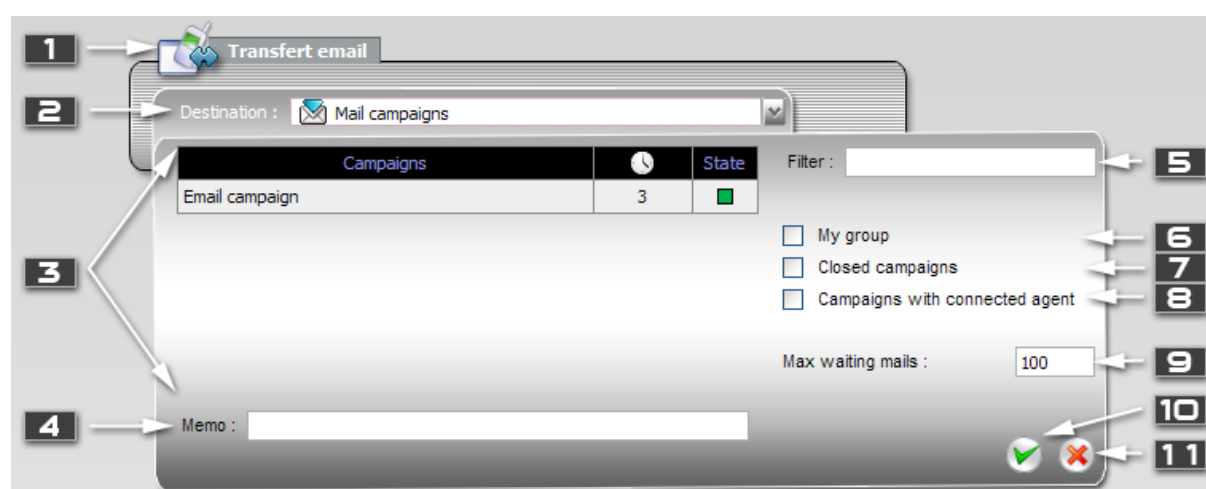 1 Transfert email
2 Destination : Mail campaigns
Campaigns State Filter : 5
Email campaign 3
My group 6
3 Closed campaigns 7
Campaigns with connected agent 8
Max waiting mails : 100 9
4 Memo : 10
11